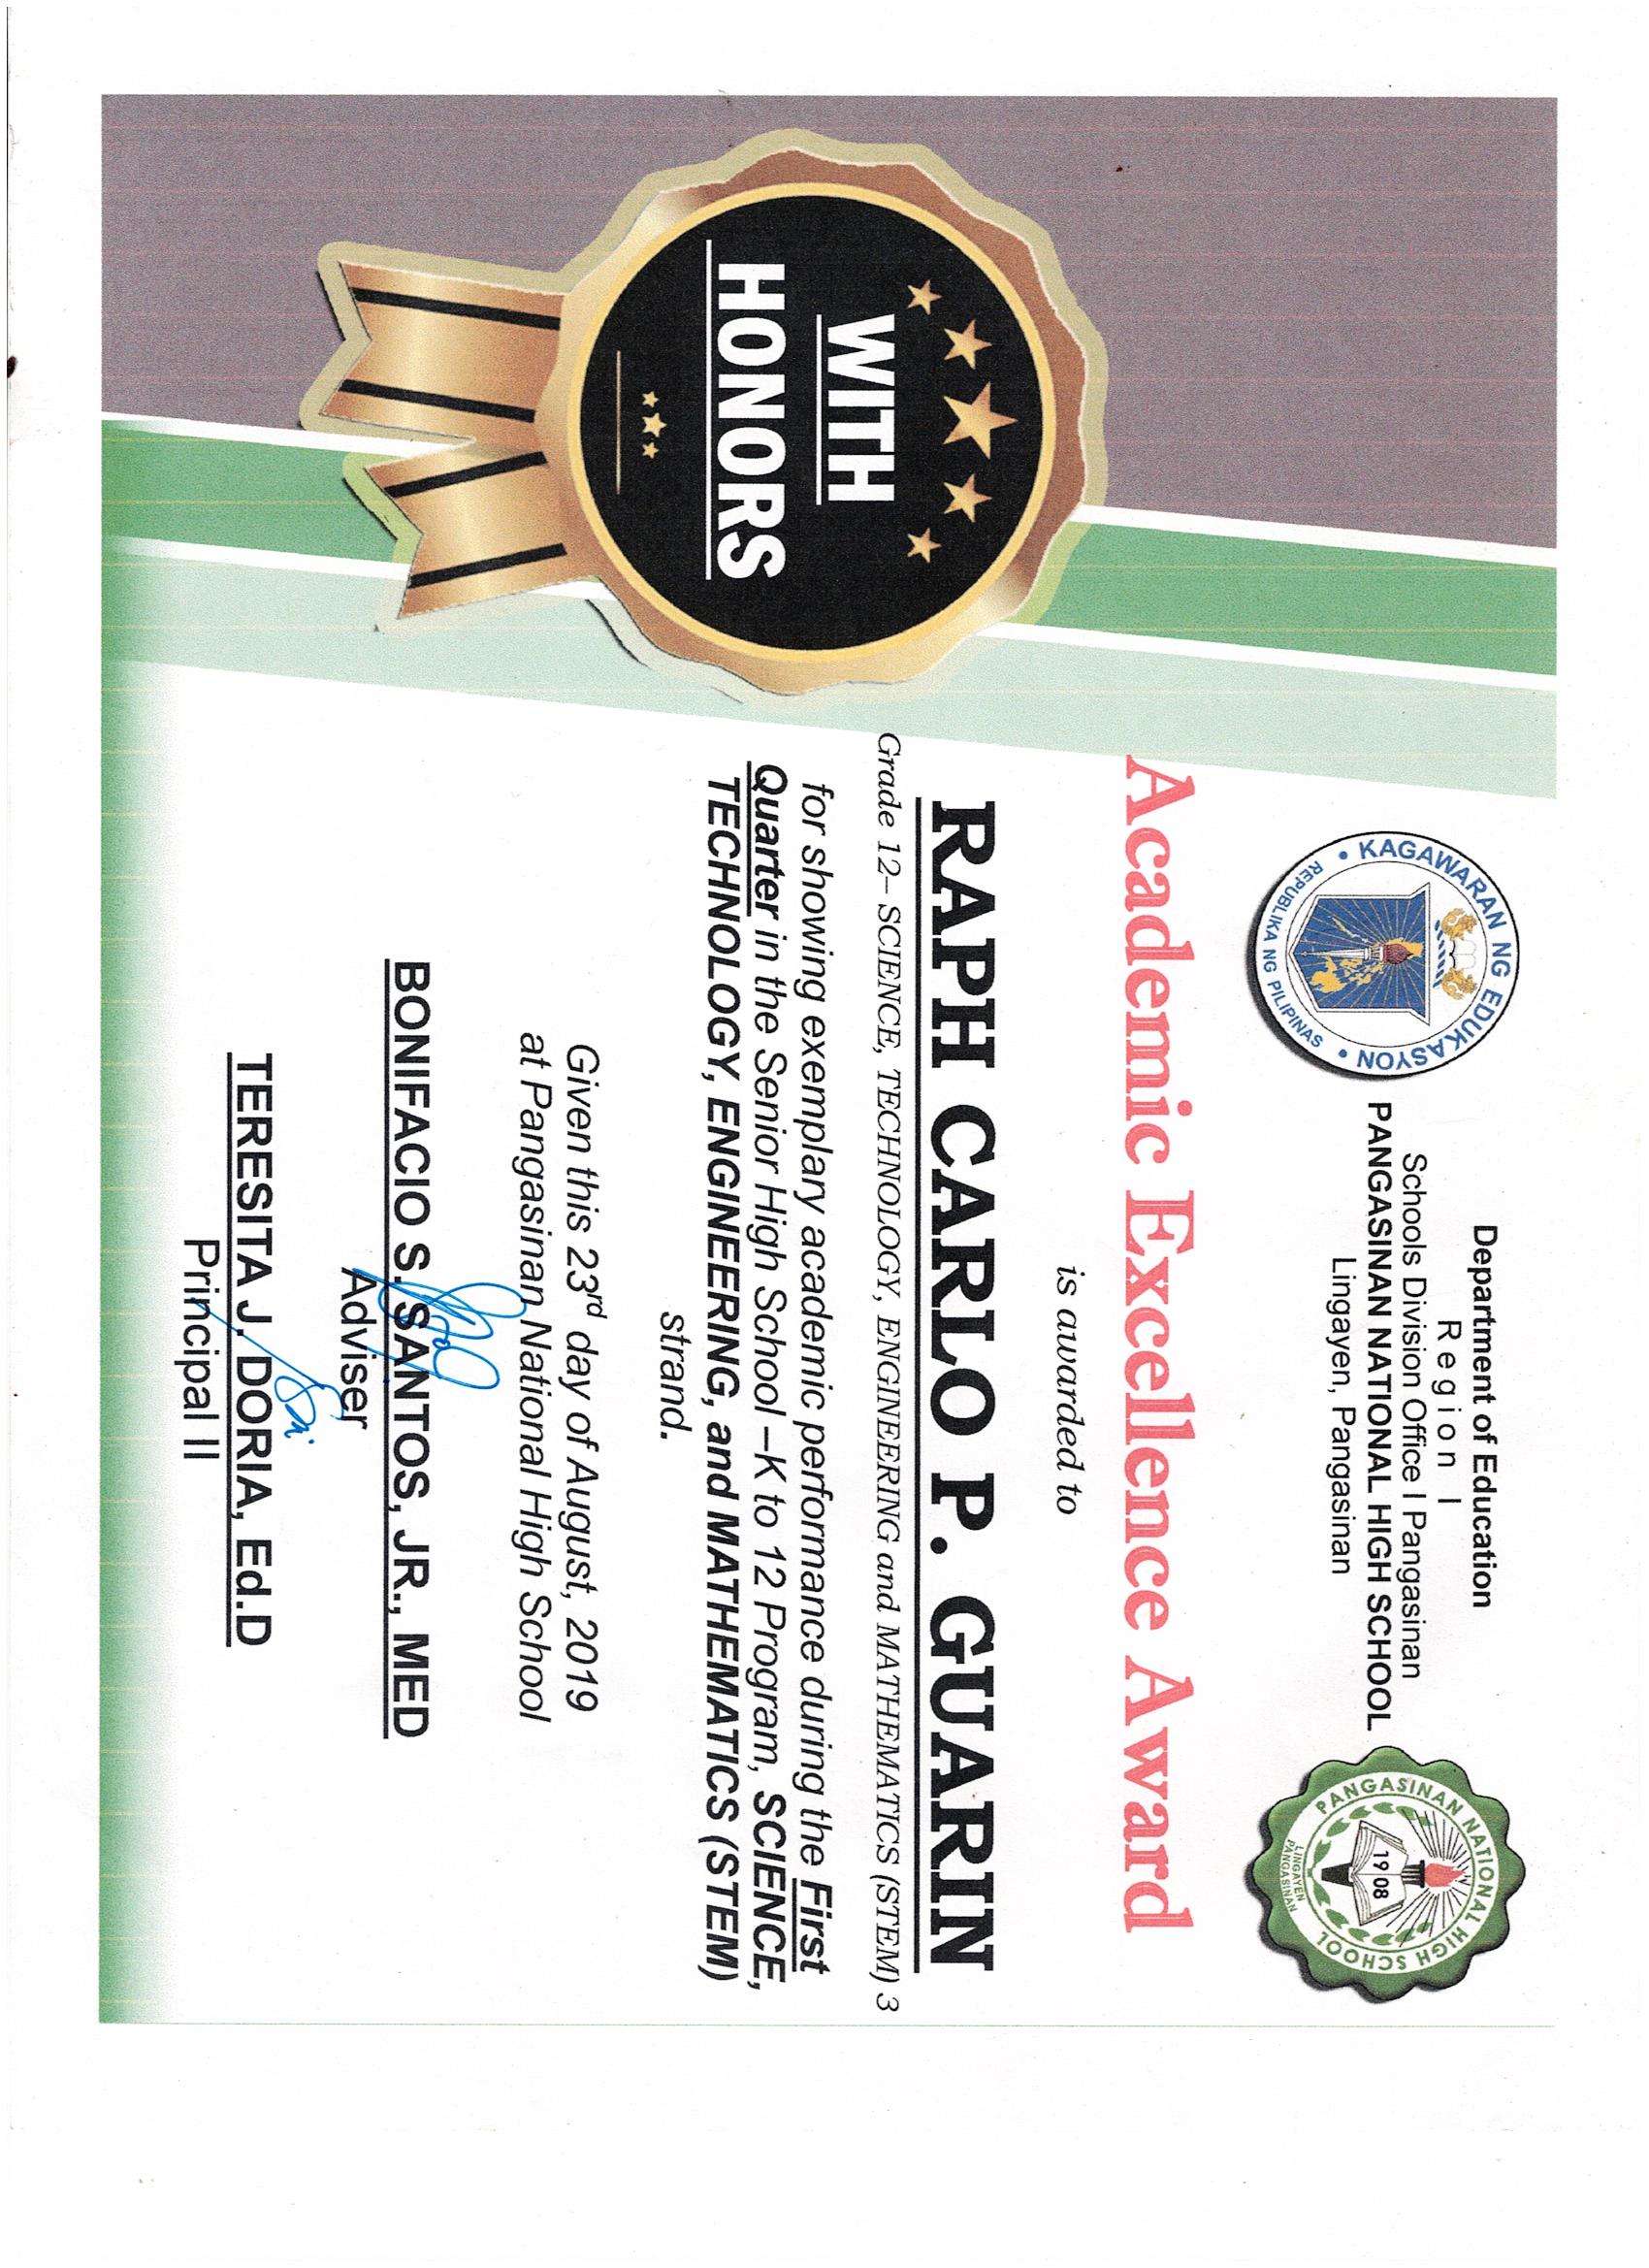 KAGAWARAN NG EDUKASYON
REPUBLIKA NG PILIPINAS
Department of Education
Region I
Schools Division Office I Pangasinan
PANGASINAN NATIONAL HIGH SCHOOL
Lingayen, Pangasinan
PANGASINAN NATIONAL HIGH SCHOOL
1908
LINGAYEN
PANGASINAN
Academic Excellence Award
is awarded to
RAPH CARLO P. GUARIN
Grade 12– SCIENCE, TECHNOLOGY, ENGINEERING and MATHEMATICS (STEM) 3
WITH
HONORS
for showing exemplary academic performance during the First
Quarter in the Senior High School –K to 12 Program, SCIENCE,
TECHNOLOGY, ENGINEERING, and MATHEMATICS (STEM)
strand.
Given this 23rd day of August, 2019
at Pangasinan National High School
BONIFACIO S. SANTOS, JR., MED
Adviser
TERESITA J. DORIA, Ed.D
Principal II